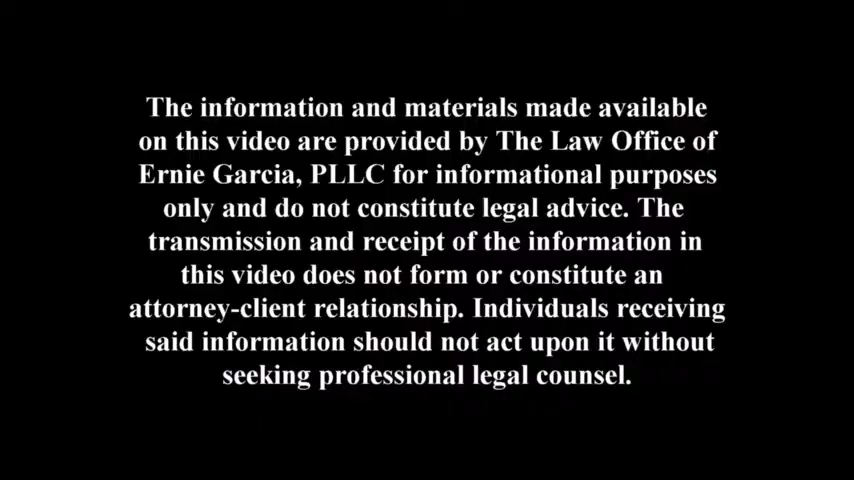 The information and materials made available
on this video are provided by The Law Office of
Ernie Garcia, PLLC for informational purposes
only and do not constitute legal advice. The
transmission and receipt of the information in
this video does not form or constitute an
attorney-client relationship. Individuals receiving
said information should not act upon it without
seeking professional legal counsel.